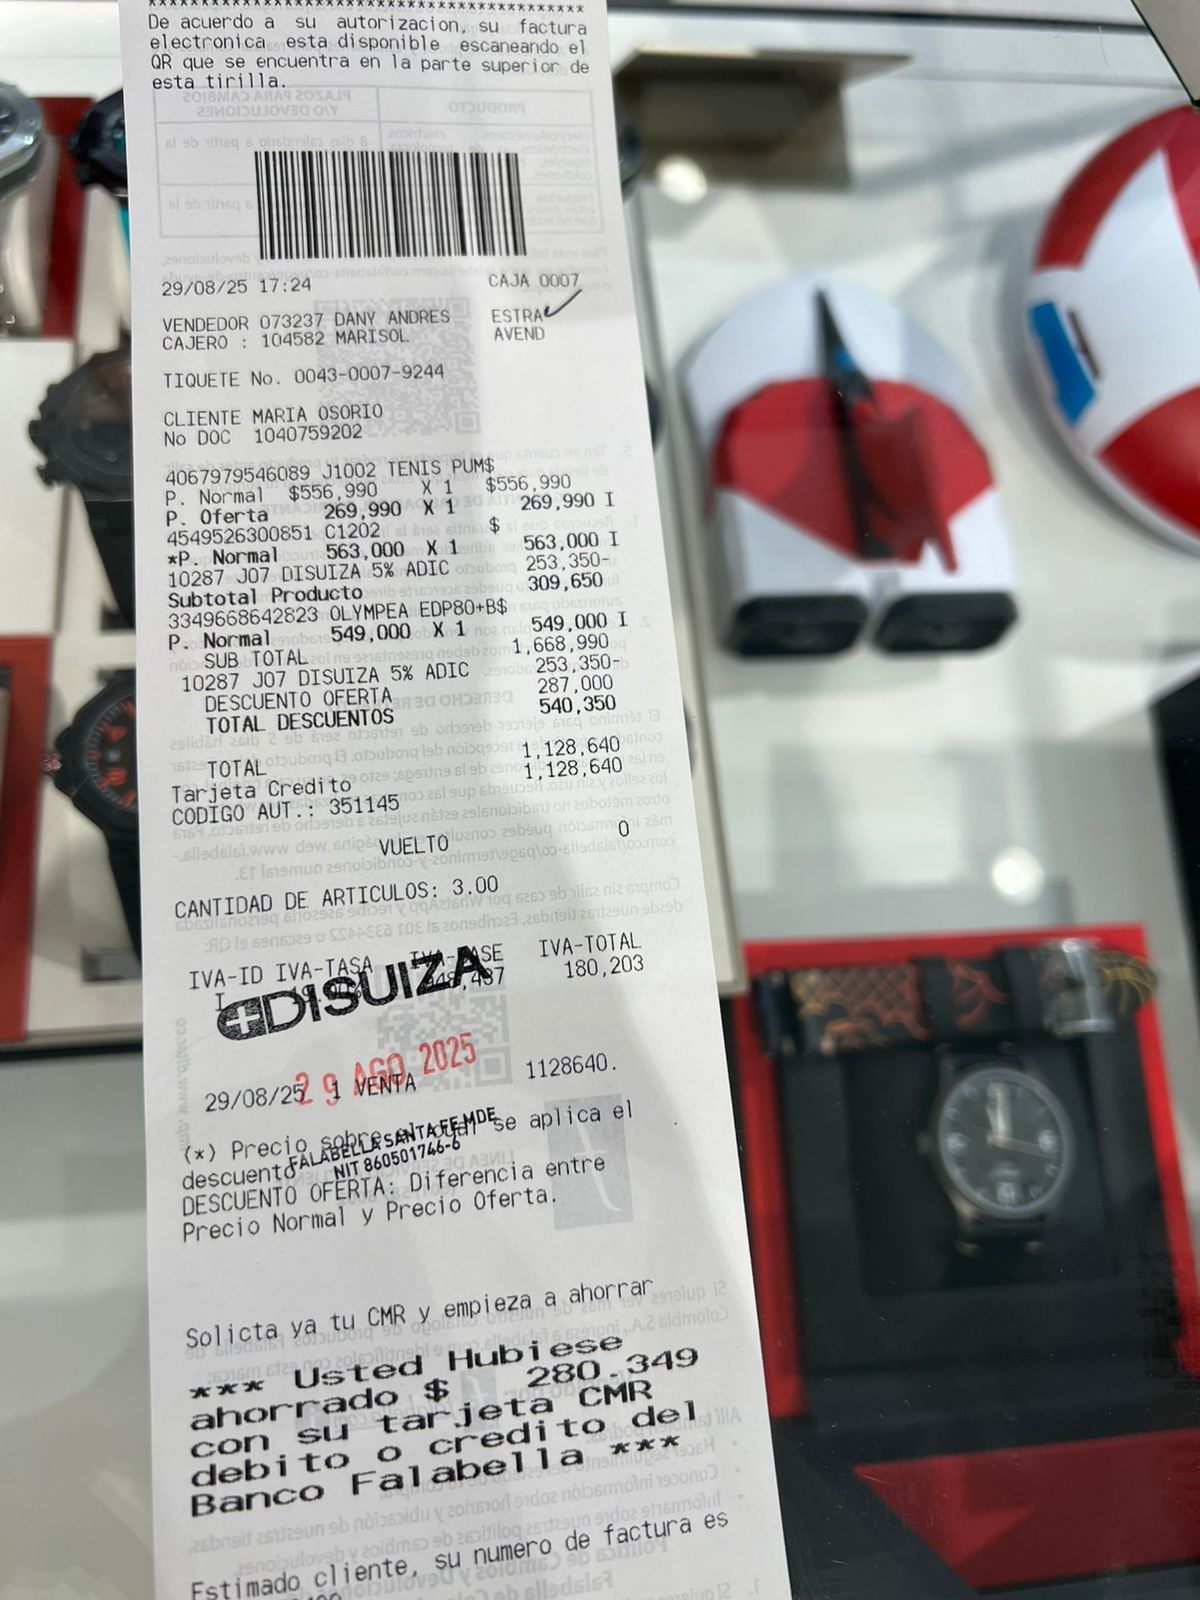 ******************************************
De acuerdo a su autorizacion, su factura
electronica esta disponible escaneando el
QR que se encuentra en la parte superior de
esta tirilla.
29/08/25 17:24 CAJA 0007
VENDEDOR 073237 DANY ANDRES ESTRA
CAJERO : 104582 MARISOL AVEND
TIQUETE No. 0043-0007-9244
CLIENTE MARIA OSORIO
No DOC 1040759202
4067979546089 J1002 TENIS PUM$
P. Normal $556,990 X 1 $556,990
P. Oferta 269,990 X 1 269,990 I
4549526300851 C1202 $
*P. Normal 563,000 X 1 563,000 I
10287 J07 DISUIZA 5% ADIC 253,350-
Subtotal Producto 309,650
3349668642823 OLYMPEA EDP80+B$
P. Normal 549,000 X 1 549,000 I
SUB TOTAL 1,668,990
10287 J07 DISUIZA 5% ADIC 253,350-
DESCUENTO OFERTA 287,000
TOTAL DESCUENTOS 540,350
TOTAL 1,128,640
Tarjeta Credito 1,128,640
CODIGO AUT.: 351145
VUELTO 0
CANTIDAD DE ARTICULOS: 3.00
IVA-ID IVA-TASA IVA-BASE IVA-TOTAL
I 180,203
DISUIZA
29 AGO 2025
29/08/25 1 VENTA 1128640.
(*) Precio sobre el cual se aplica el
descuento
FALABELLA SANTA FE MDE
NIT 860501746-6
DESCUENTO OFERTA: Diferencia entre
Precio Normal y Precio Oferta.
Solicta ya tu CMR y empieza a ahorrar
*** Usted Hubiese
ahorrado $ 280.349
con su tarjeta CMR
debito o credito del
Banco Falabella ***
Estimado cliente, su numero de factura es